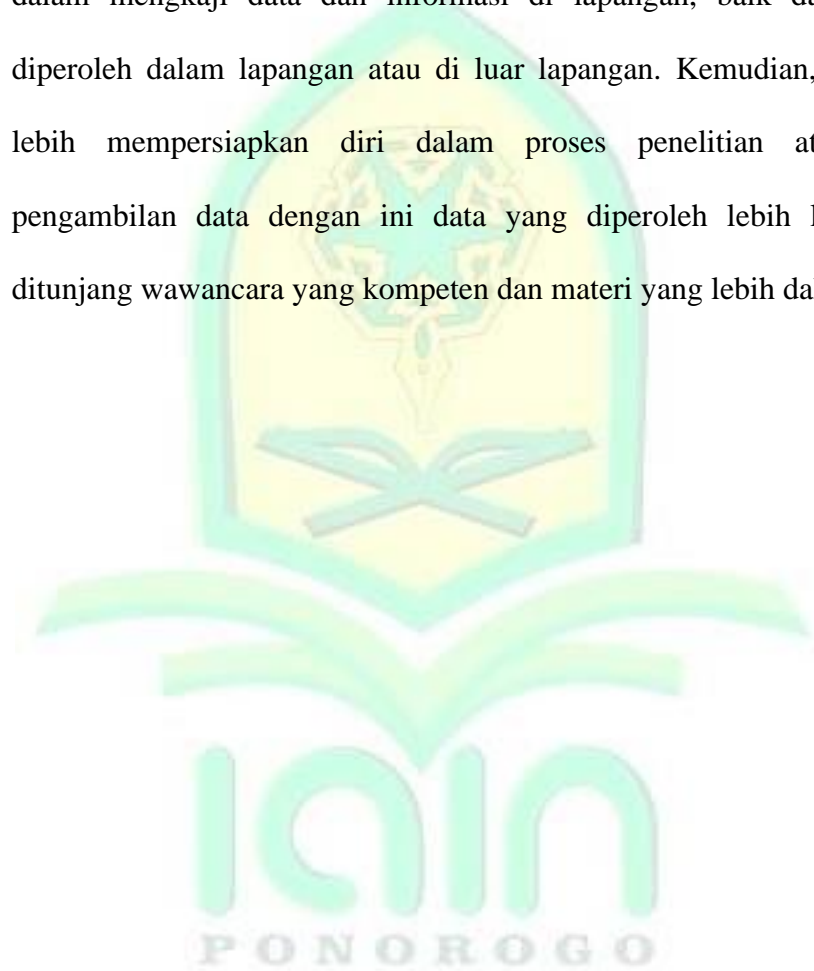 dalam mengkaji data dan informasi di lapangan, baik da
diperoleh dalam lapangan atau di luar lapangan. Kemudian,
lebih mempersiapkan diri dalam proses penelitian at
pengambilan data dengan ini data yang diperoleh lebih
ditunjang wawancara yang kompeten dan materi yang lebih da
IAIN
PONOROGO